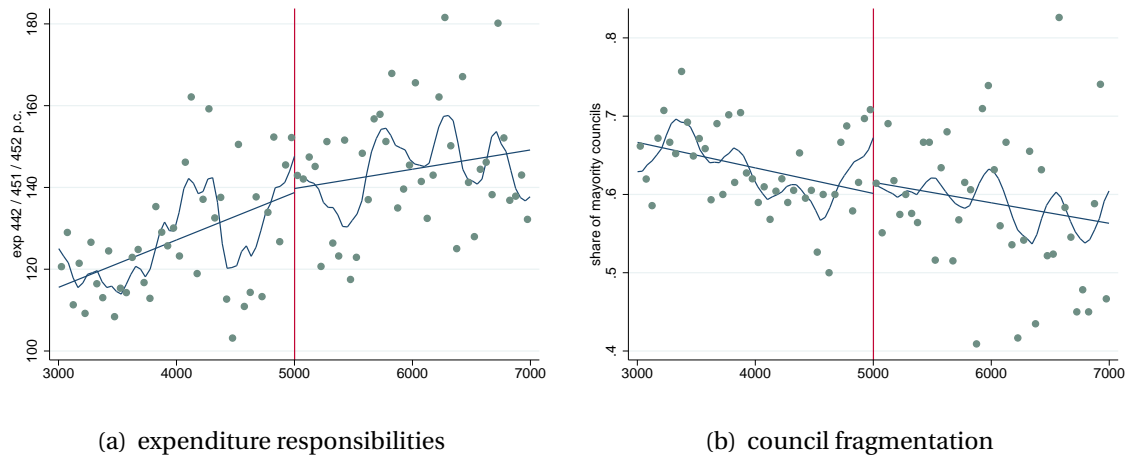 exp 442 / 451 / 452 p.c.
180
160
140
120
100
3000 4000 5000 6000 7000
(a) expenditure responsibilities
share of mayority councils
.8
.7
.6
.5
.4
3000 4000 5000 6000 7000
(b) council fragmentation